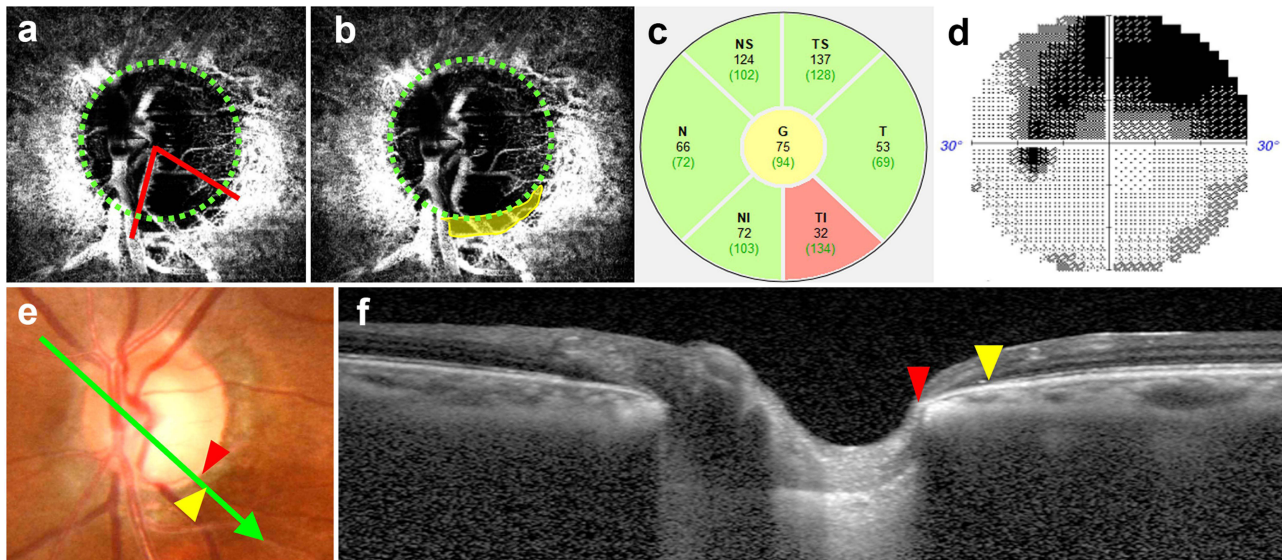 a
b
c
NS
124
(102)
TS
137
(128)
N
66
(72)
G
75
(94)
T
53
(69)
NI
72
(103)
TI
32
(134)
d
30°
30°
e
f